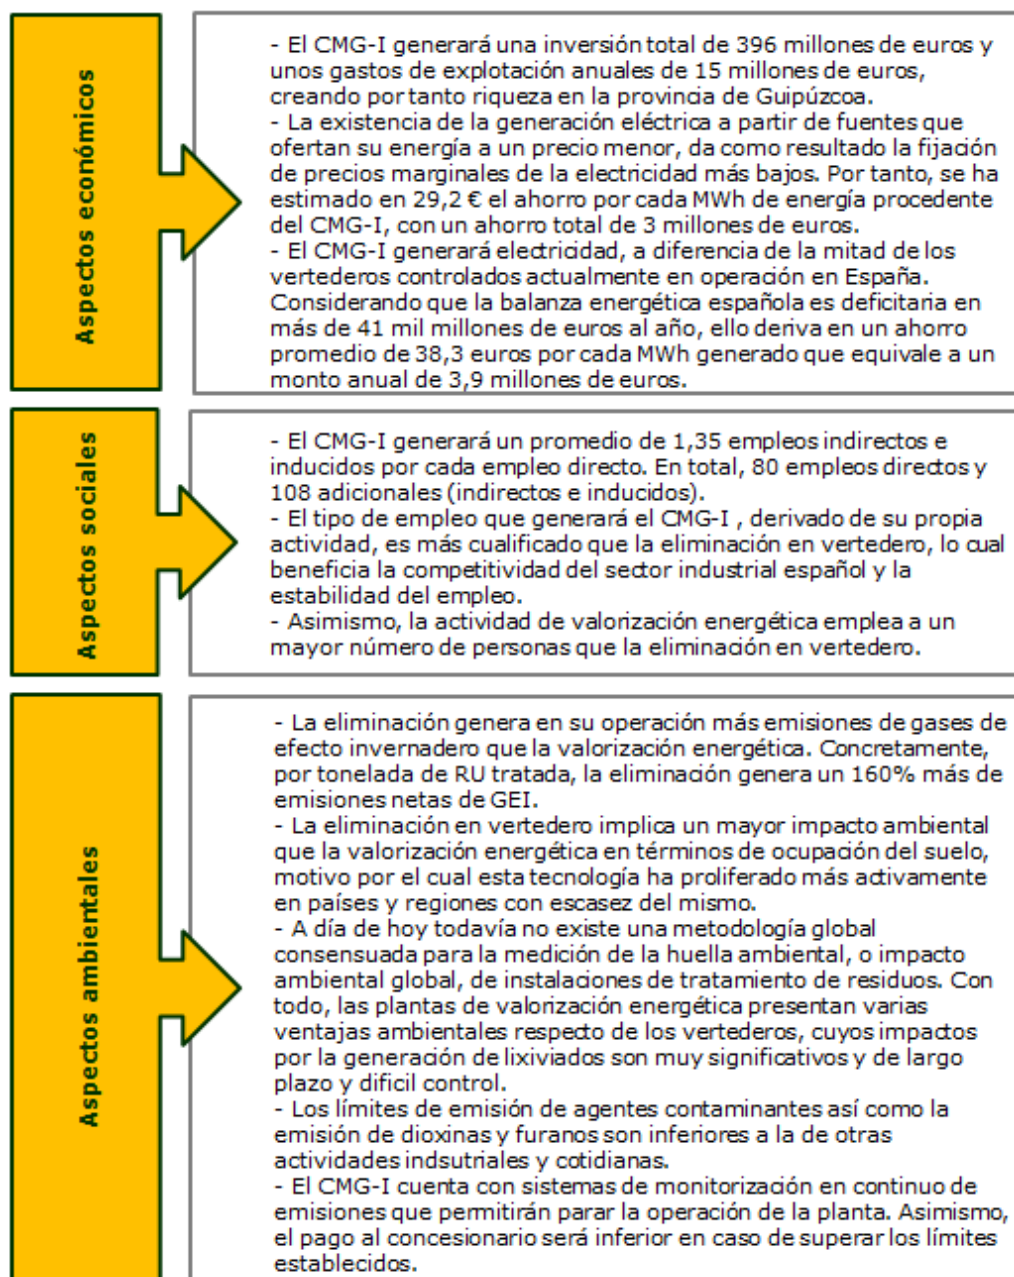 Aspectos económicos
- El CMG-I generará una inversión total de 396 millones de euros y
unos gastos de explotación anuales de 15 millones de euros,
creando por tanto riqueza en la provincia de Guipúzcoa.
- La existencia de la generación eléctrica a partir de fuentes que
ofertan su energía a un precio menor, da como resultado la fijación
de precios marginales de la electricidad más bajos. Por tanto, se ha
estimado en 29,2 € el ahorro por cada MWh de energía procedente
del CMG-I, con un ahorro total de 3 millones de euros.
- El CMG-I generará electricidad, a diferencia de la mitad de los
vertederos controlados actualmente en operación en España.
Considerando que la balanza energética española es deficitaria en
más de 41 mil millones de euros al año, ello deriva en un ahorro
promedio de 38,3 euros por cada MWh generado que equivale a un
monto anual de 3,9 millones de euros.
Aspectos sociales
- El CMG-I generará un promedio de 1,35 empleos indirectos e
inducidos por cada empleo directo. En total, 80 empleos directos y
108 adicionales (indirectos e inducidos).
- El tipo de empleo que generará el CMG-I , derivado de su propia
actividad, es más cualificado que la eliminación en vertedero, lo cual
beneficia la competitividad del sector industrial español y la
estabilidad del empleo.
- Asimismo, la actividad de valorización energética emplea a un
mayor número de personas que la eliminación en vertedero.
Aspectos ambientales
- La eliminación genera en su operación más emisiones de gases de
efecto invernadero que la valorización energética. Concretamente,
por tonelada de RU tratada, la eliminación genera un 160% más de
emisiones netas de GEI.
- La eliminación en vertedero implica un mayor impacto ambiental
que la valorización energética en términos de ocupación del suelo,
motivo por el cual esta tecnología ha proliferado más activamente
en países y regiones con escasez del mismo.
- A día de hoy todavía no existe una metodología global
consensuada para la medición de la huella ambiental, o impacto
ambiental global, de instalaciones de tratamiento de residuos. Con
todo, las plantas de valorización energética presentan varias
ventajas ambientales respecto de los vertederos, cuyos impactos
por la generación de lixiviados son muy significativos y de largo
plazo y dificil control.
- Los límites de emisión de agentes contaminantes así como la
emisión de dioxinas y furanos son inferiores a la de otras
actividades indsutriales y cotidianas.
- El CMG-I cuenta con sistemas de monitorización en continuo de
emisiones que permitirán parar la operación de la planta. Asimismo,
el pago al concesionario será inferior en caso de superar los límites
establecidos.